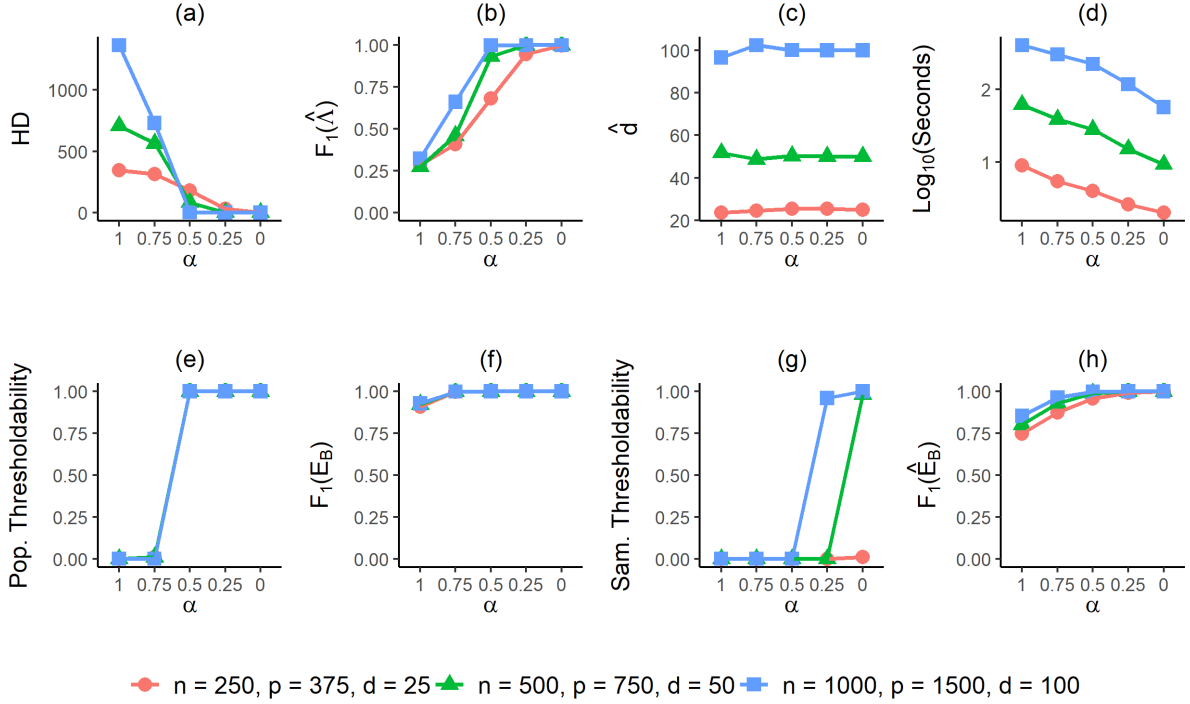 (a) (b) (c) (d)
HD
1000
500
0
1 0.75 0.5 0.25 0
α
F₁(Λ̂)
1.00
0.75
0.50
0.25
0.00
1 0.75 0.5 0.25 0
α
d̂
100
80
60
40
20
1 0.75 0.5 0.25 0
α
Log₁₀(Seconds)
2
1
1 0.75 0.5 0.25 0
α
(e) (f) (g) (h)
Pop. Thresholdability
1.00
0.75
0.50
0.25
0.00
1 0.75 0.5 0.25 0
α
F₁(E_B)
1.00
0.75
0.50
0.25
0.00
1 0.75 0.5 0.25 0
α
Sam. Thresholdability
1.00
0.75
0.50
0.25
0.00
1 0.75 0.5 0.25 0
α
F₁(Ê_B)
1.00
0.75
0.50
0.25
0.00
1 0.75 0.5 0.25 0
α
n = 250, p = 375, d = 25 n = 500, p = 750, d = 50 n = 1000, p = 1500, d = 100